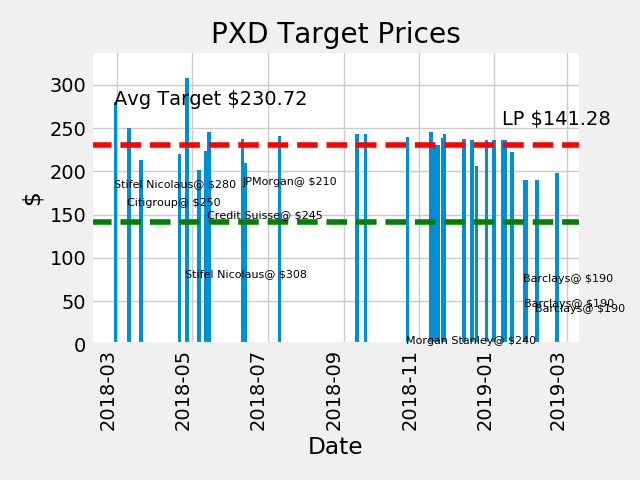 PXD Target Prices
300
250
200
150
100
50
0
$
Avg Target $230.72
LP $141.28
Stifel Nicolaus@ $280
JPMorgan@ $210
Citigroup@ $250
Credit Suisse@ $245
Stifel Nicolaus@ $308
Barclays@ $190
Barclays@ $190
Barclays@ $190
Morgan Stanley@ $240
2018-03
2018-05
2018-07
2018-09
2018-11
2019-01
2019-03
Date